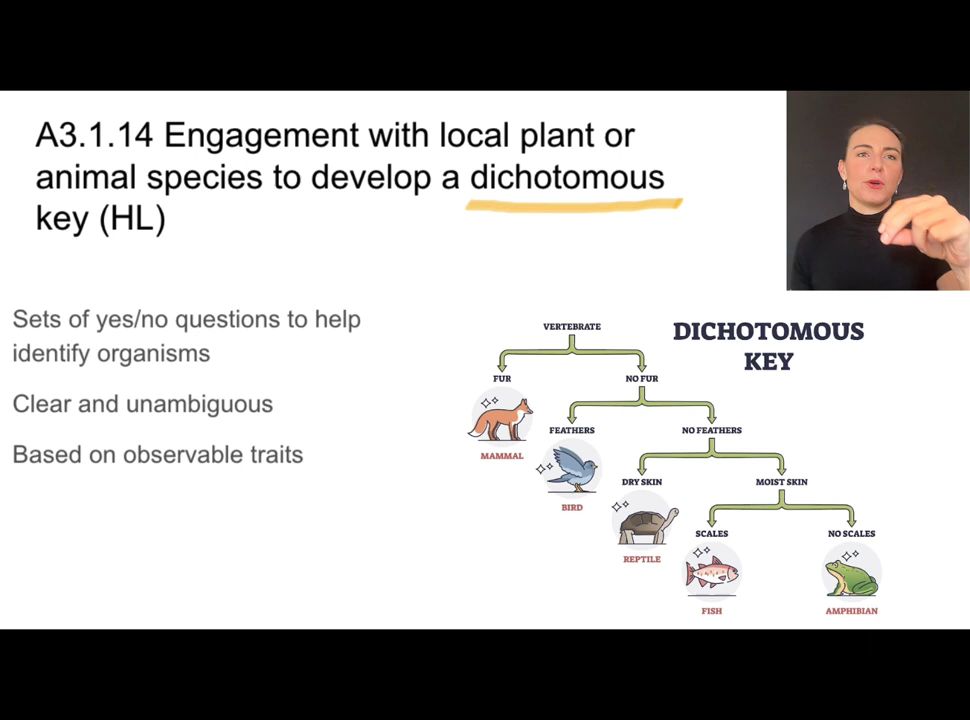 A3.1.14 Engagement with local plant or
animal species to develop a dichotomous
key (HL)
Sets of yes/no questions to help
identify organisms
Clear and unambiguous
Based on observable traits
DICHOTOMOUS
KEY
VERTEBRATE
FUR
NO FUR
MAMMAL
FEATHERS
NO FEATHERS
BIRD
DRY SKIN
MOIST SKIN
REPTILE
SCALES
NO SCALES
FISH
AMPHIBIAN